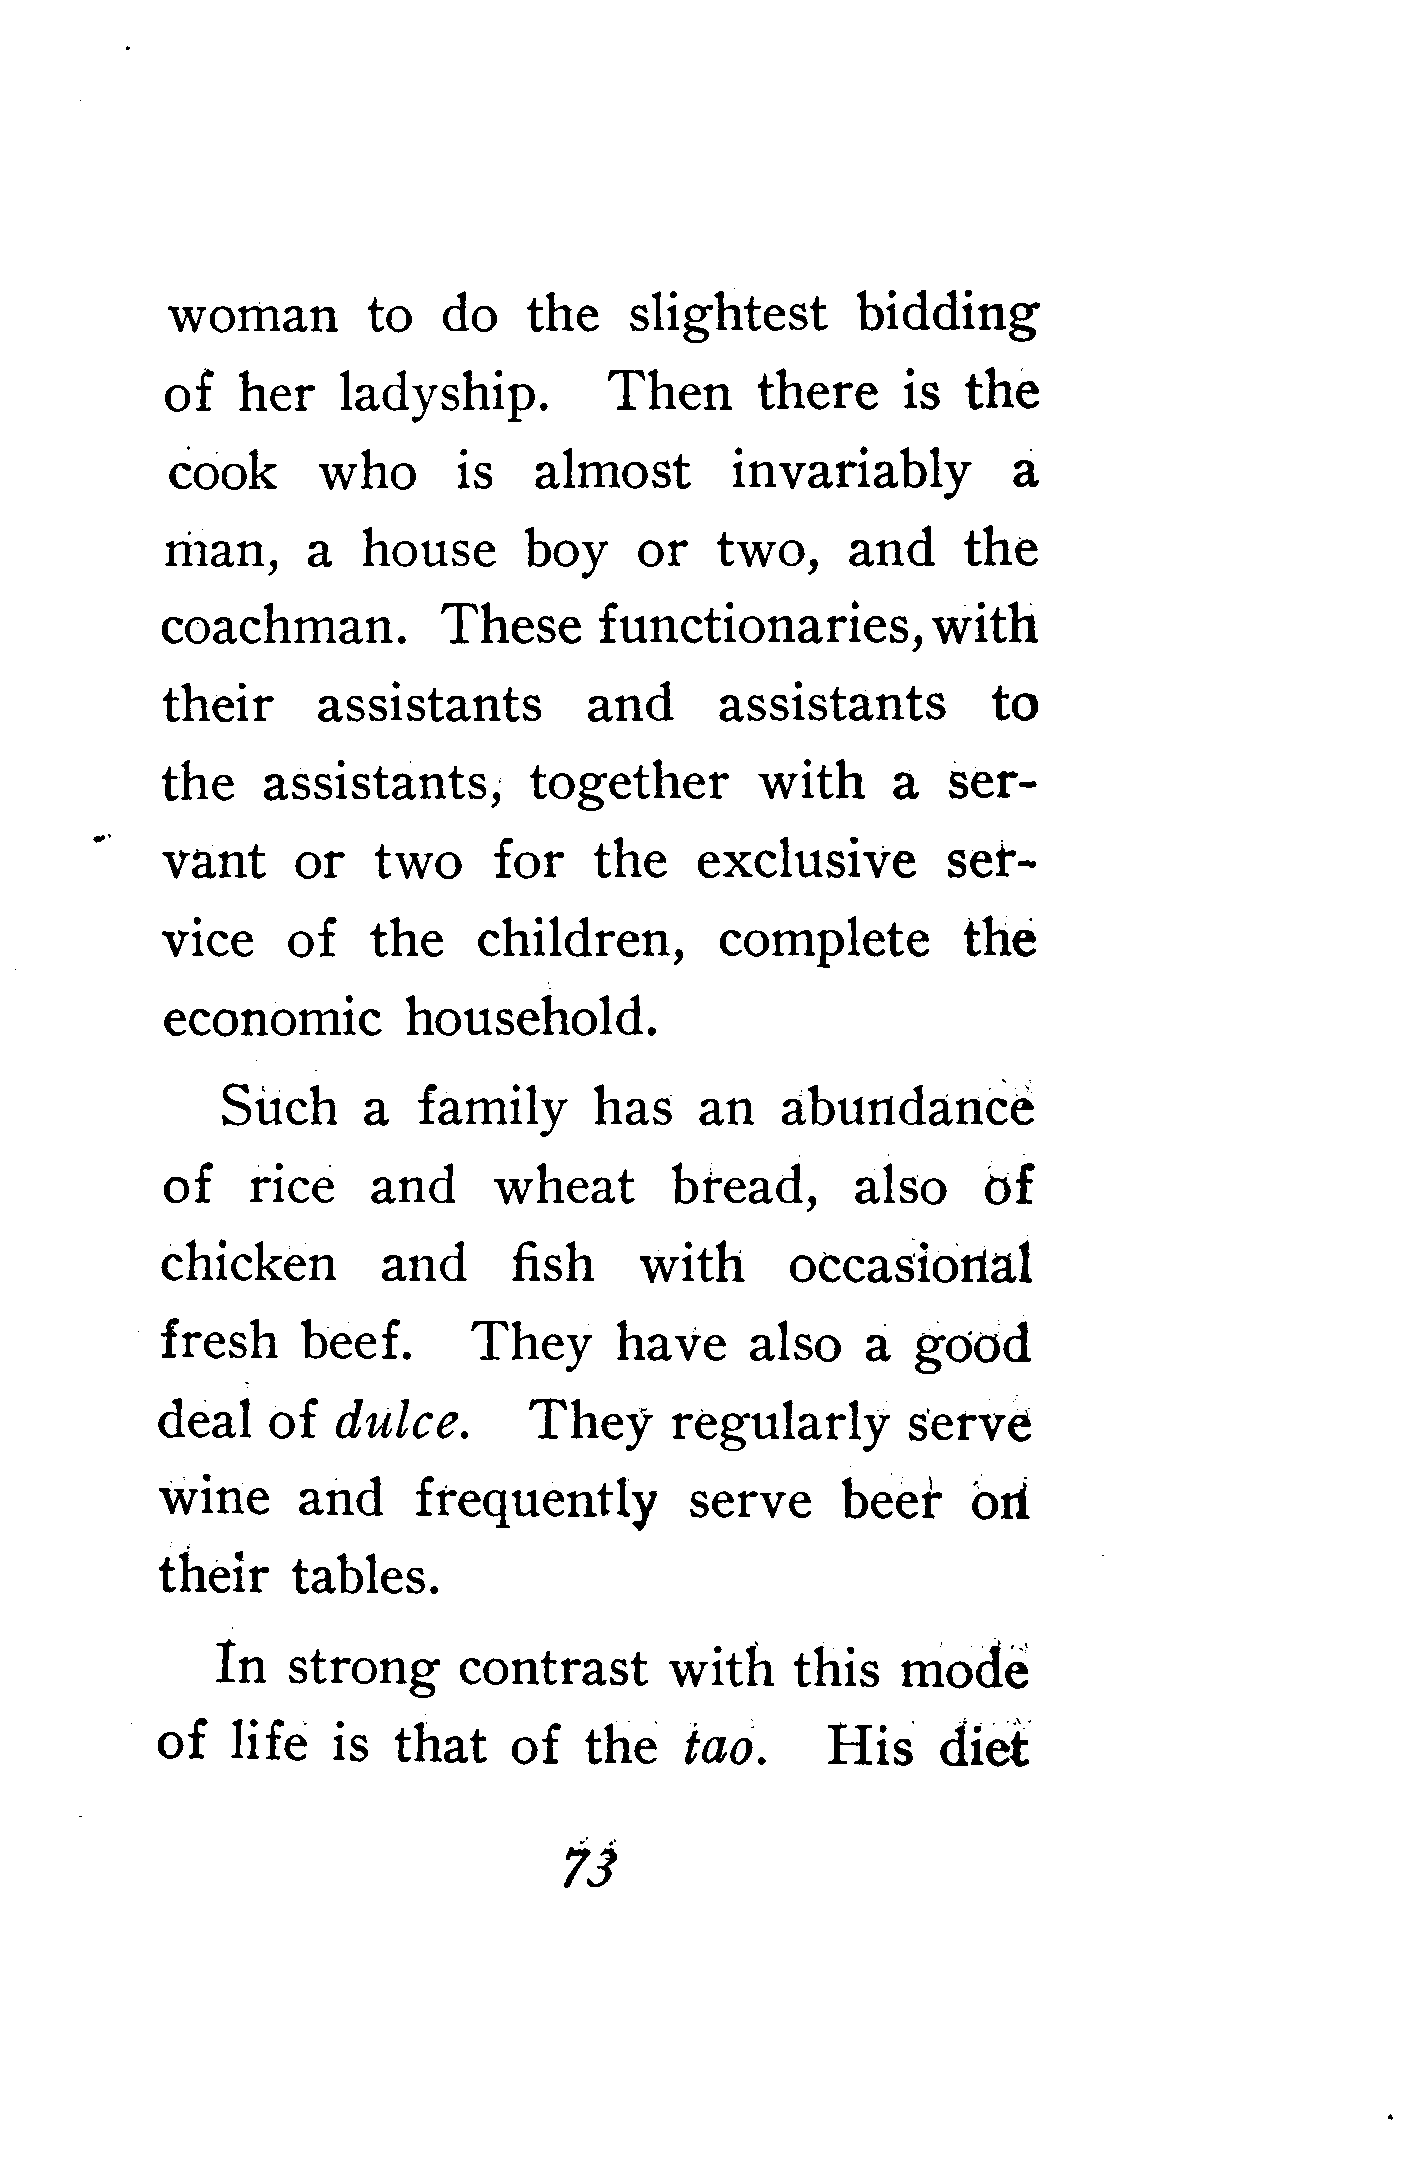 woman to do the slightest bidding
of her ladyship. Then there is the
cook who is almost invariably a
man, a house boy or two, and the
coachman. These functionaries, with
their assistants and assistants to
the assistants, together with a ser-
vant or two for the exclusive ser-
vice of the children, complete the
economic household.
Such a family has an abundance
of rice and wheat bread, also of
chicken and fish with occasional
fresh beef. They have also a good
deal of dulce. They regularly serve
wine and frequently serve beer on
their tables.
In strong contrast with this mode
of life is that of the tao. His diet
73